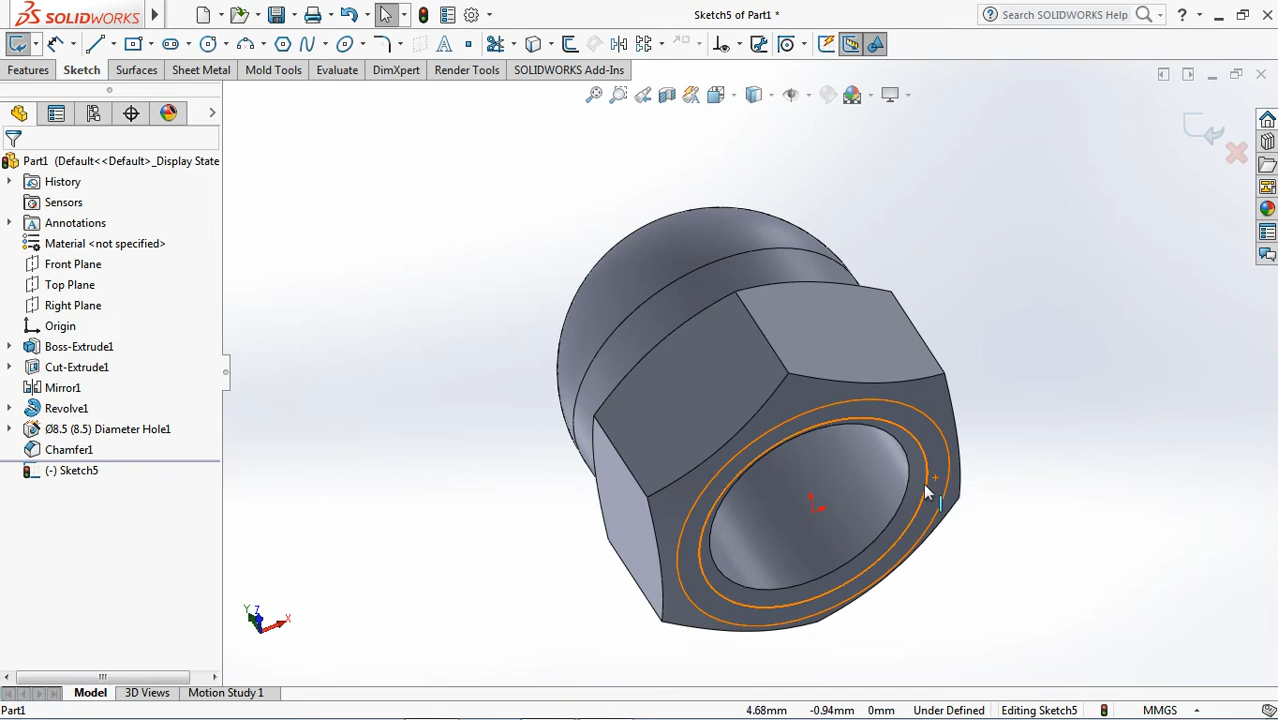 SOLIDWORKS
Sketch5 of Part1 *
Search SOLIDWORKS Help
?
A
Features
Sketch
Surfaces
Sheet Metal
Mold Tools
Evaluate
DimXpert
Render Tools
SOLIDWORKS Add-Ins
Part1 (Default<<Default>_Display State
History
Sensors
Annotations
Material <not specified>
Front Plane
Top Plane
Right Plane
Origin
Boss-Extrude1
Cut-Extrude1
Mirror1
Revolve1
Ø8.5 (8.5) Diameter Hole1
Chamfer1
(-) Sketch5
Y Z X
Model
3D Views
Motion Study 1
Part1
4.68mm
-0.94mm
0mm
Under Defined
Editing Sketch5
MMGS